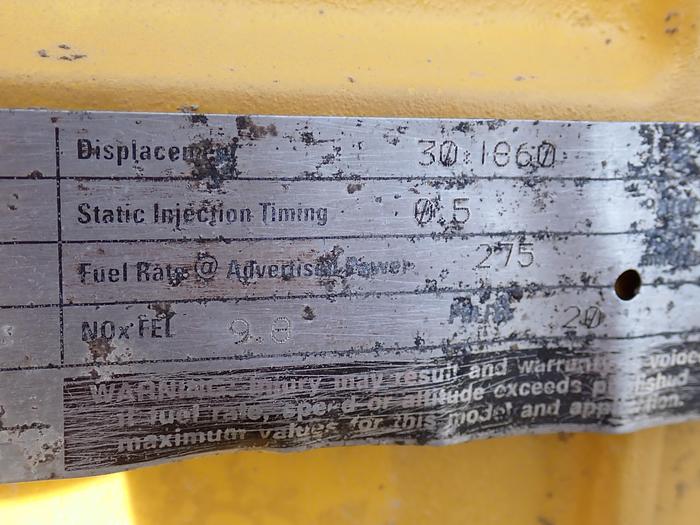 Displacement 30.1860
Static Injection Timing 0.5
Fuel Rate @ Advertised Power 275
NOx FEL 9.8 20
WARNING: Injury may result and warranty is voided
if fuel rate, speed or altitude exceeds published
maximum values for this model and application.